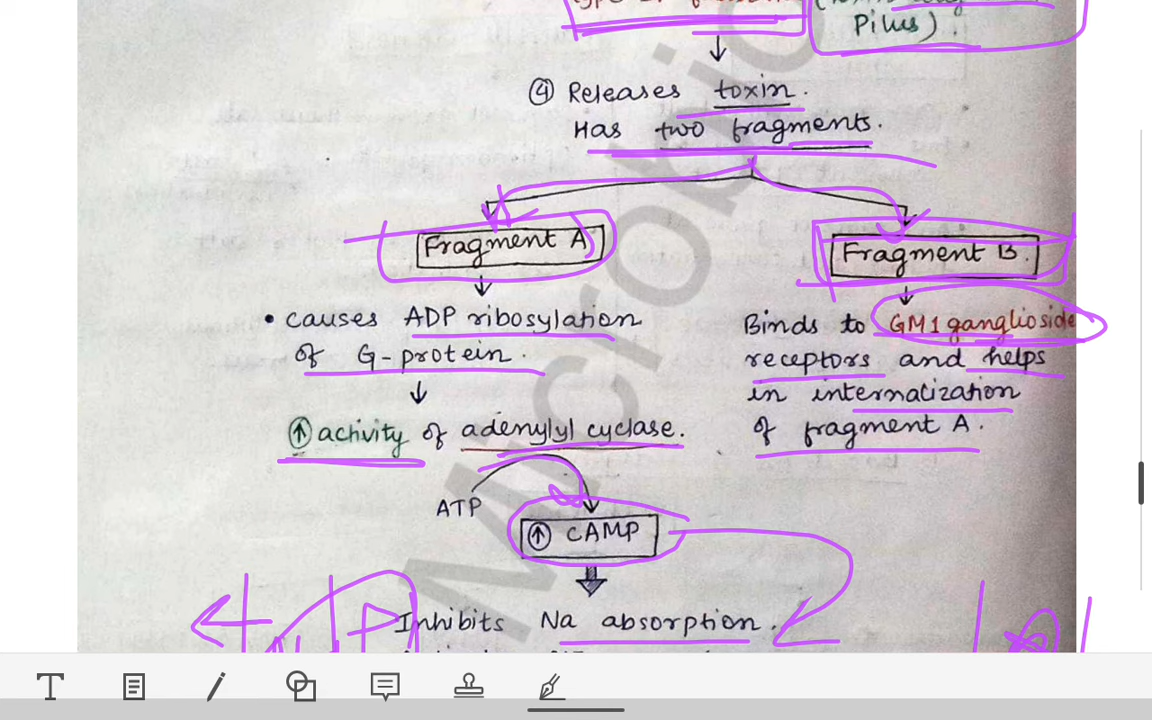 Pilus).
④ Releases toxin.
Has two fragments.
Fragment A
Fragment B.
• causes ADP ribosylation
of G-protein.
↑ activity of adenylyl cyclase.
ATP
↑ cAMP
Inhibits Na absorption.
Binds to GM1 ganglioside
receptors and helps
in internalization
of fragment A.